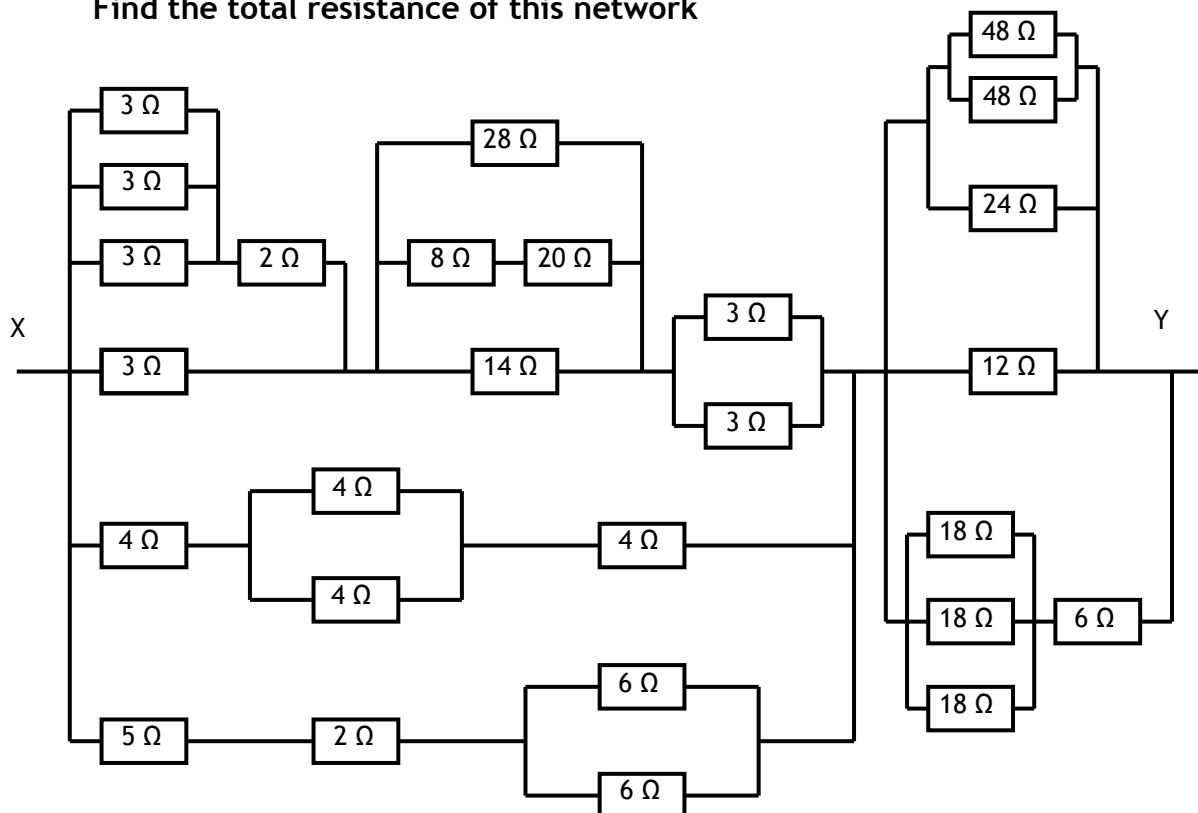 Find the total resistance of this network
48 Ω
48 Ω
3 Ω
28 Ω
3 Ω
24 Ω
3 Ω
2 Ω
8 Ω
20 Ω
3 Ω
X
Y
3 Ω
14 Ω
12 Ω
3 Ω
4 Ω
4 Ω
4 Ω
18 Ω
4 Ω
18 Ω
6 Ω
6 Ω
18 Ω
5 Ω
2 Ω
6 Ω